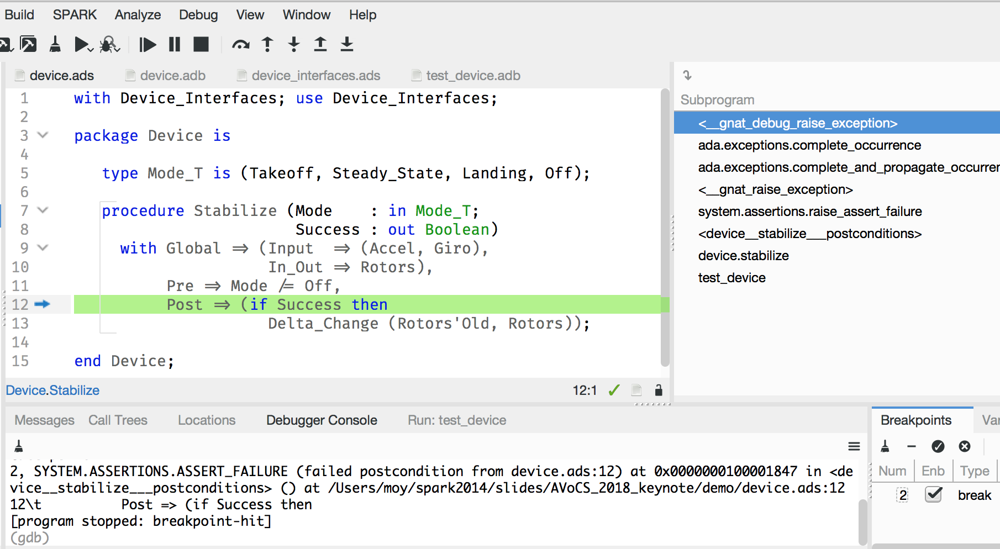 Build SPARK Analyze Debug View Window Help
device.ads device.adb device_interfaces.ads test_device.adb
1 with Device_Interfaces; use Device_Interfaces;
2
3 package Device is
4
5 type Mode_T is (Takeoff, Steady_State, Landing, Off);
6
7 procedure Stabilize (Mode : in Mode_T;
8 Success : out Boolean)
9 with Global => (Input => (Accel, Giro),
10 In_Out => Rotors),
11 Pre => Mode /= Off,
12 Post => (if Success then
13 Delta_Change (Rotors'Old, Rotors));
14
15 end Device;
Device.Stabilize 12:1
Subprogram
<__gnat_debug_raise_exception>
ada.exceptions.complete_occurrence
ada.exceptions.complete_and_propagate_occurren
<__gnat_raise_exception>
system.assertions.raise_assert_failure
<device__stabilize___postconditions>
device.stabilize
test_device
Messages Call Trees Locations Debugger Console Run: test_device
2, SYSTEM.ASSERTIONS.ASSERT_FAILURE (failed postcondition from device.ads:12) at 0x0000000100001847 in <de
vice__stabilize___postconditions> () at /Users/moy/spark2014/slides/AVoCS_2018_keynote/demo/device.ads:12
12\t Post => (if Success then
[program stopped: breakpoint-hit]
(gdb)
Breakpoints Var
Num Enb Type
2 break